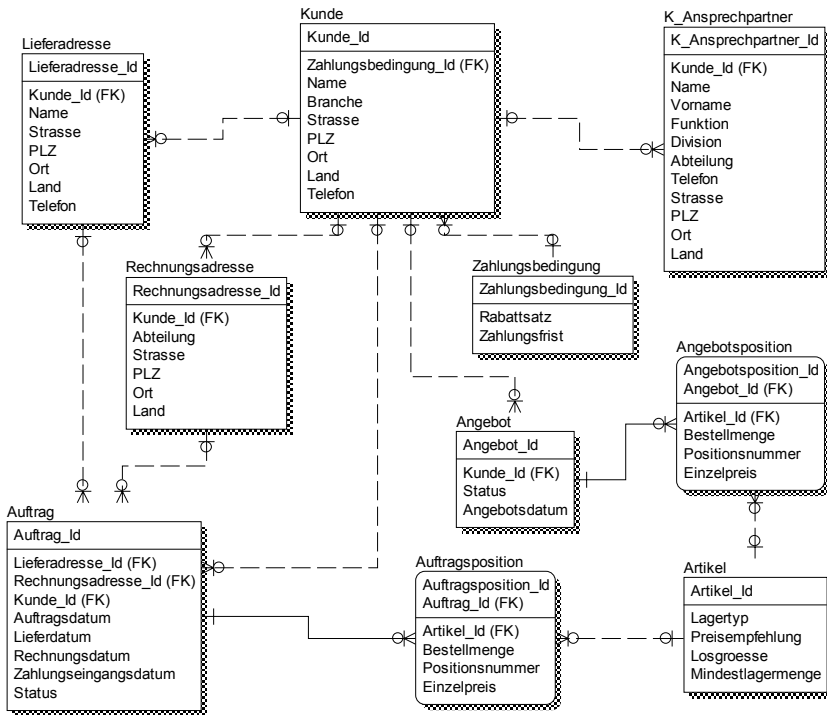 Kunde
Kunde_Id
Zahlungsbedingung_Id (FK)
Name
Branche
Strasse
PLZ
Ort
Land
Telefon
K_Ansprechpartner
K_Ansprechpartner_Id
Kunde_Id (FK)
Name
Vorname
Funktion
Division
Abteilung
Telefon
Strasse
PLZ
Ort
Land
Lieferadresse
Lieferadresse_Id
Kunde_Id (FK)
Name
Strasse
PLZ
Ort
Land
Telefon
Rechnungsadresse
Rechnungsadresse_Id
Kunde_Id (FK)
Abteilung
Strasse
PLZ
Ort
Land
Zahlungsbedingung
Zahlungsbedingung_Id
Rabattsatz
Zahlungsfrist
Angebotsposition
Angebotsposition_Id
Angebot_Id (FK)
Artikel_Id (FK)
Bestellmenge
Positionsnummer
Einzelpreis
Angebot
Angebot_Id
Kunde_Id (FK)
Status
Angebotsdatum
Auftrag
Auftrag_Id
Lieferadresse_Id (FK)
Rechnungsadresse_Id (FK)
Kunde_Id (FK)
Auftragsdatum
Lieferdatum
Rechnungsdatum
Zahlungseingangsdatum
Status
Auftragsposition
Auftragsposition_Id
Auftrag_Id (FK)
Artikel_Id (FK)
Bestellmenge
Positionsnummer
Einzelpreis
Artikel
Artikel_Id
Lagertyp
Preisempfehlung
Losgroesse
Mindestlagermenge